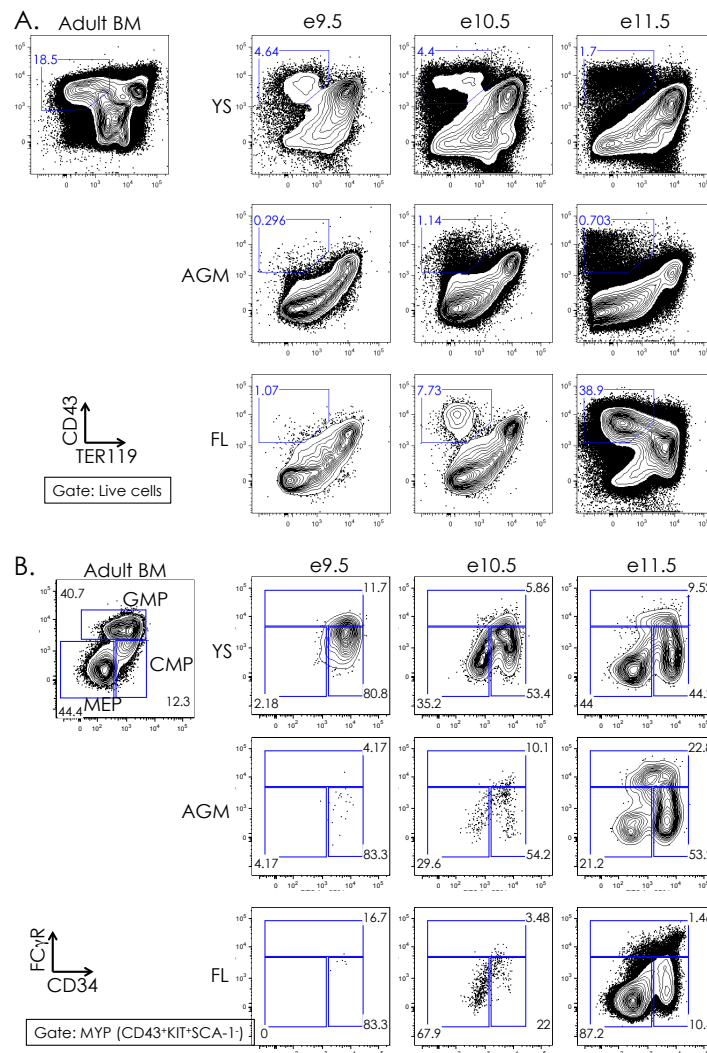 A. Adult BM e9.5 e10.5 e11.5
18.5 4.64 4.4 1.7
YS
0.296 1.14 0.703
AGM
1.07 7.73 38.9
FL
CD43
TER119
Gate: Live cells
B. Adult BM e9.5 e10.5 e11.5
40.7 GMP CMP MEP 44.4 12.3
YS
11.7 5.86 9.52
2.18 80.8 35.2 53.4 44
AGM
4.17 10.1 22.8
4.17 83.3 29.6 54.2 21.2
FL
16.7 3.48
0 83.3 67.9 22 87.2
FCγR
CD34
Gate: MYP (CD43⁺KIT⁺SCA-1⁻)